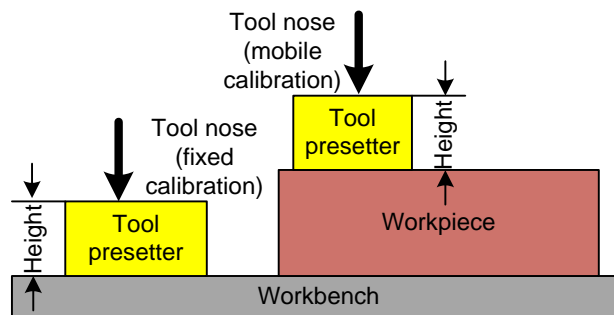 Tool nose
(mobile
calibration)
Tool
presetter
Height
Tool nose
(fixed
calibration)
Tool
presetter
Height
Workpiece
Workbench